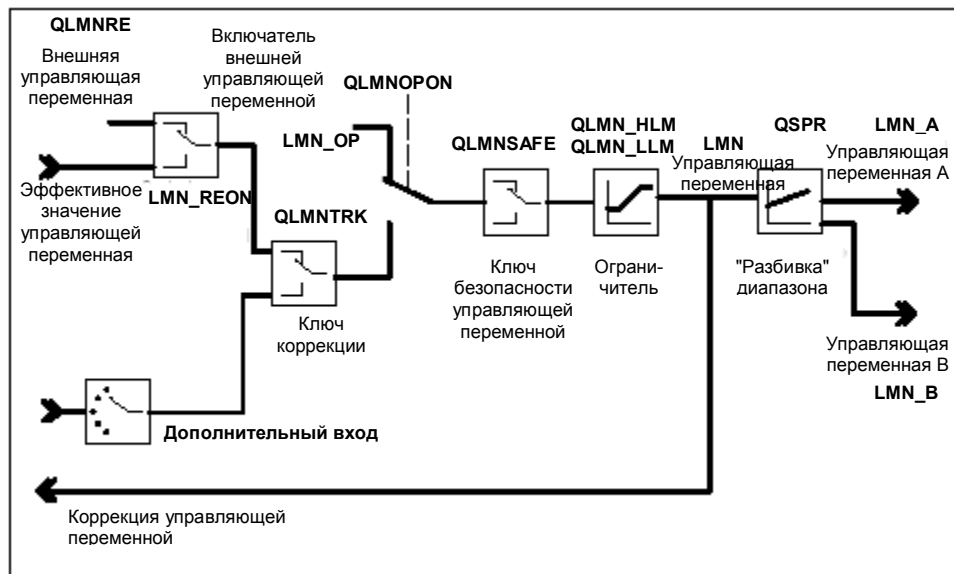 QLMNRE
Внешняя
управляющая
переменная
Включатель
внешней
управляющей
переменной
QLMNOPON
LMN_OP
QLMNSAFE
QLMN_HLM
QLMN_LLM
LMN
Управляющая
переменная
QSPR
LMN_A
Управляющая
переменная A
Эффективное
значение
управляющей
переменная
LMN_REON
QLMNTRK
Ключ
коррекции
Ключ
безопасности
управляющей
переменной
Ограни-
читель
"Разбивка"
диапазона
Управляющая
переменная B
LMN_B
Дополнительный вход
Коррекция управляющей
переменной